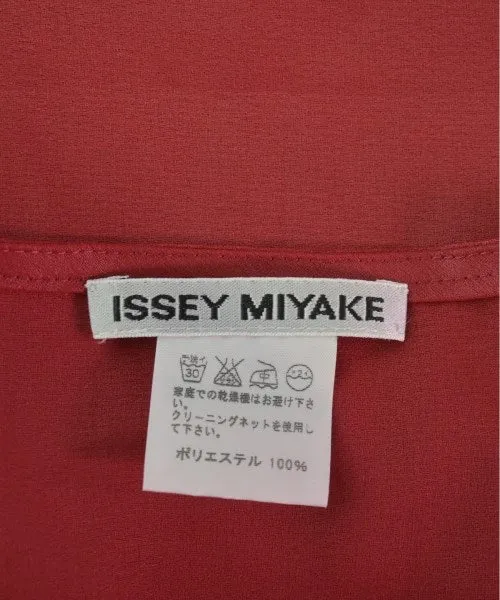 ISSEY MIYAKE
30 中
家庭での乾燥機はお避け下さ
い。
クリーニングネットを使用し
て下さい。
ポリエステル 100%